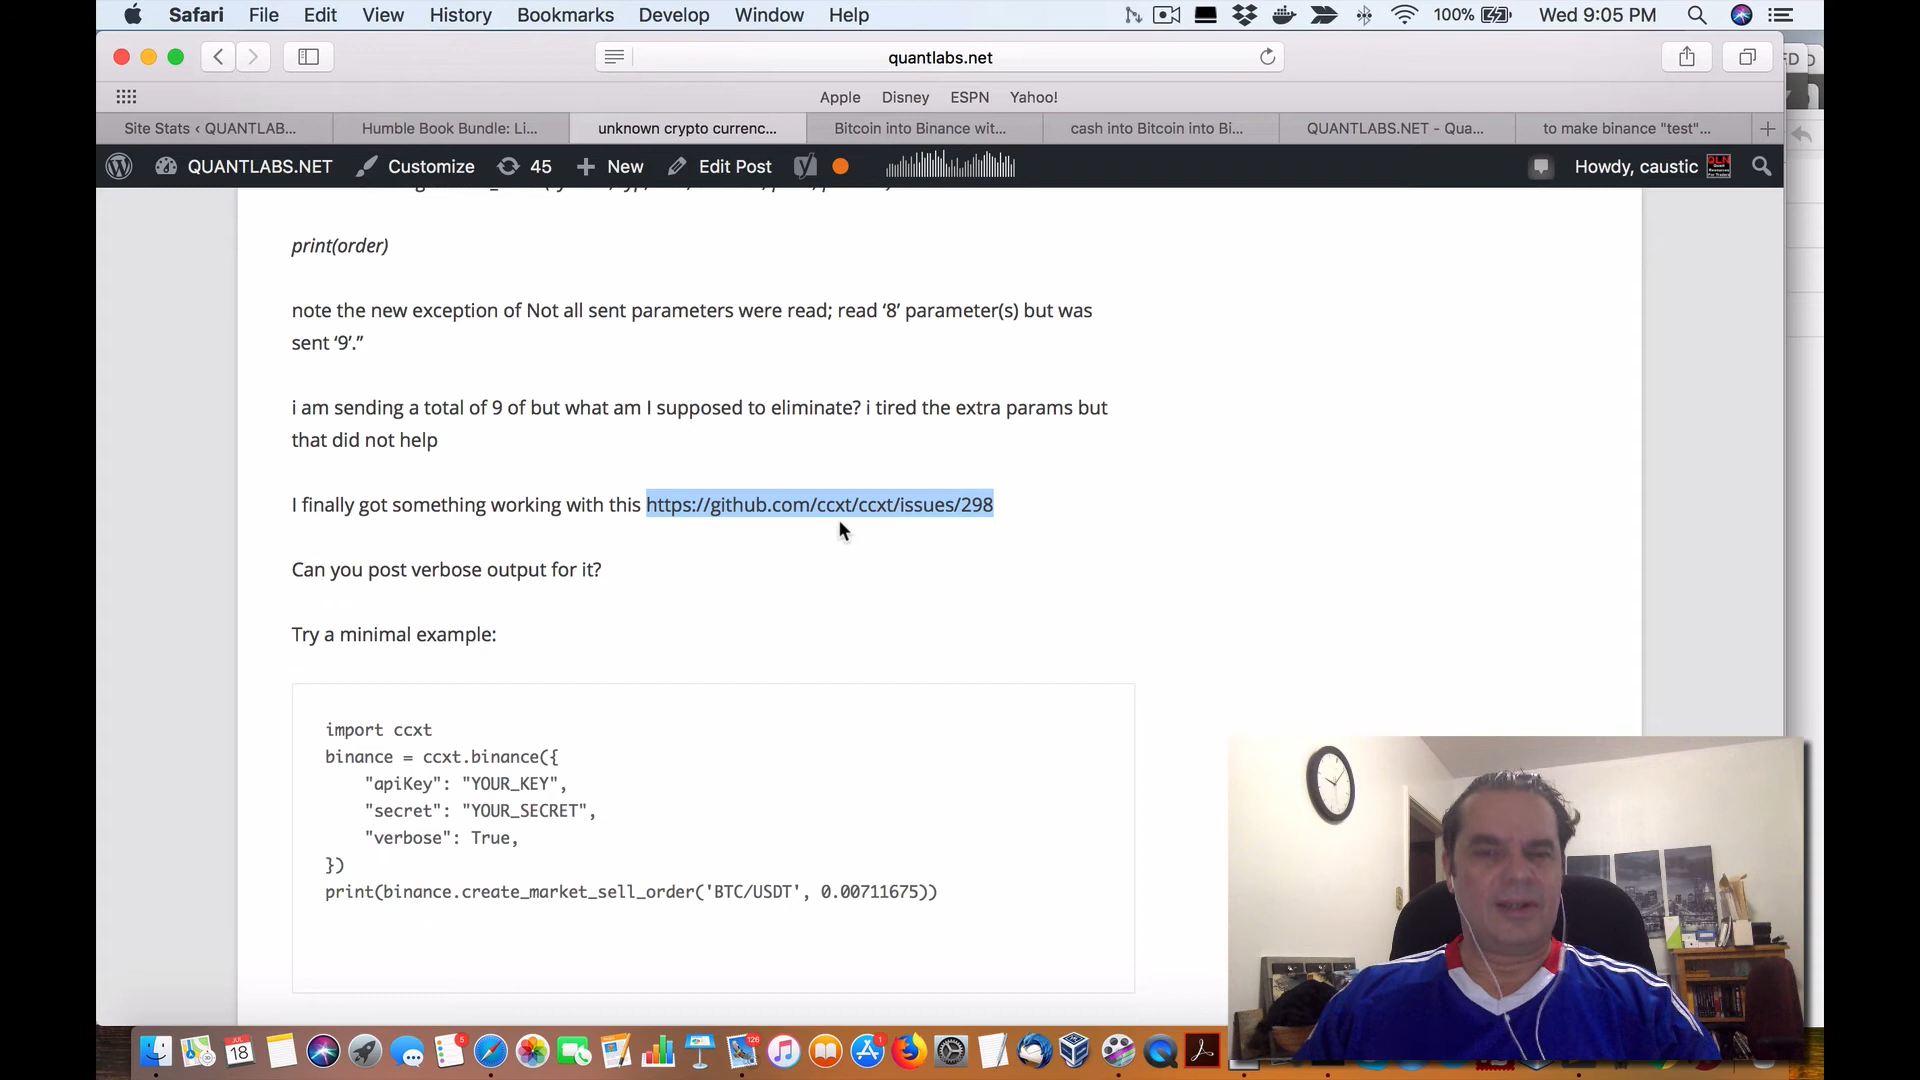 Safari File Edit View History Bookmarks Develop Window Help 100% Wed 9:05 PM
quantlabs.net
Apple Disney ESPN Yahoo!
Site Stats ‹ QUANTLAB... Humble Book Bundle: Li... unknown crypto currenc... Bitcoin into Binance wit... cash into Bitcoin into Bi... QUANTLABS.NET - Qua... to make binance "test"...
QUANTLABS.NET Customize 45 New Edit Post Howdy, caustic
print(order)
note the new exception of Not all sent parameters were read; read ‘8’ parameter(s) but was
sent ‘9’.”
i am sending a total of 9 of but what am I supposed to eliminate? i tired the extra params but
that did not help
I finally got something working with this https://github.com/ccxt/ccxt/issues/298
Can you post verbose output for it?
Try a minimal example:
import ccxt
binance = ccxt.binance({
"apiKey": "YOUR_KEY",
"secret": "YOUR_SECRET",
"verbose": True,
})
print(binance.create_market_sell_order('BTC/USDT', 0.00711675))
JUL
18
5
126
1